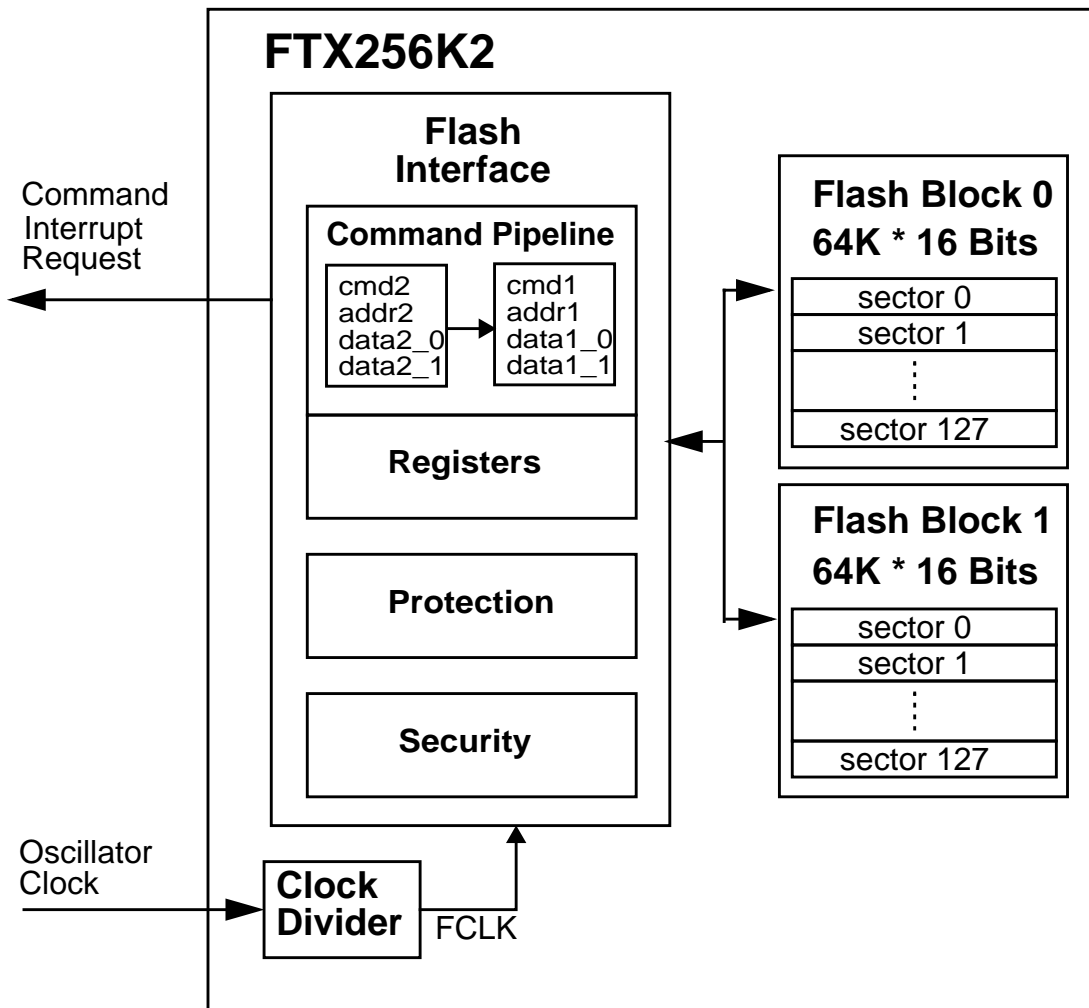 FTX256K2
Flash
Interface
Command
Interrupt
Request
Command Pipeline
cmd2
addr2
data2_0
data2_1
cmd1
addr1
data1_0
data1_1
Registers
Protection
Security
Flash Block 0
64K * 16 Bits
sector 0
sector 1
sector 127
Flash Block 1
64K * 16 Bits
sector 0
sector 1
sector 127
Oscillator
Clock
Clock
Divider
FCLK